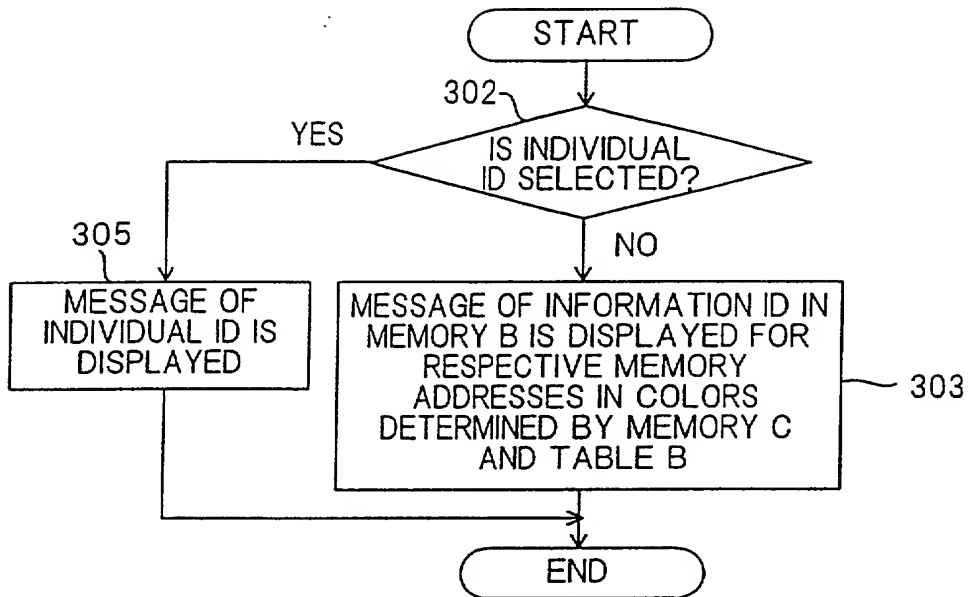 START
302
YES
IS INDIVIDUAL
ID SELECTED?
NO
305
MESSAGE OF
INDIVIDUAL ID IS
DISPLAYED
MESSAGE OF INFORMATION ID IN
MEMORY B IS DISPLAYED FOR
RESPECTIVE MEMORY
ADDRESSES IN COLORS
DETERMINED BY MEMORY C
AND TABLE B
303
END